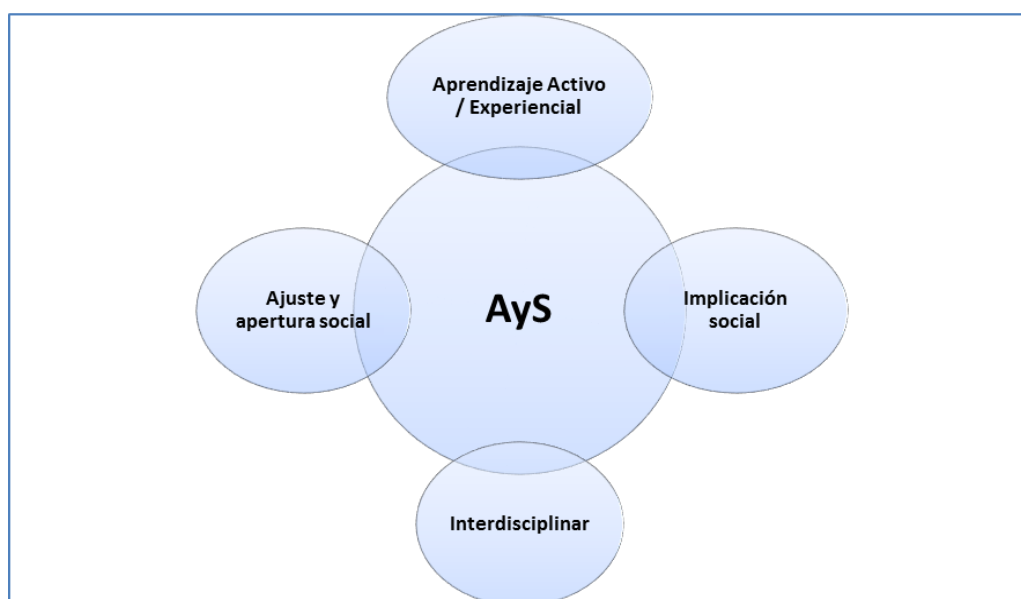 Aprendizaje Activo
/ Experiencial
Ajuste y
apertura social
AyS
Implicación
social
Interdisciplinar